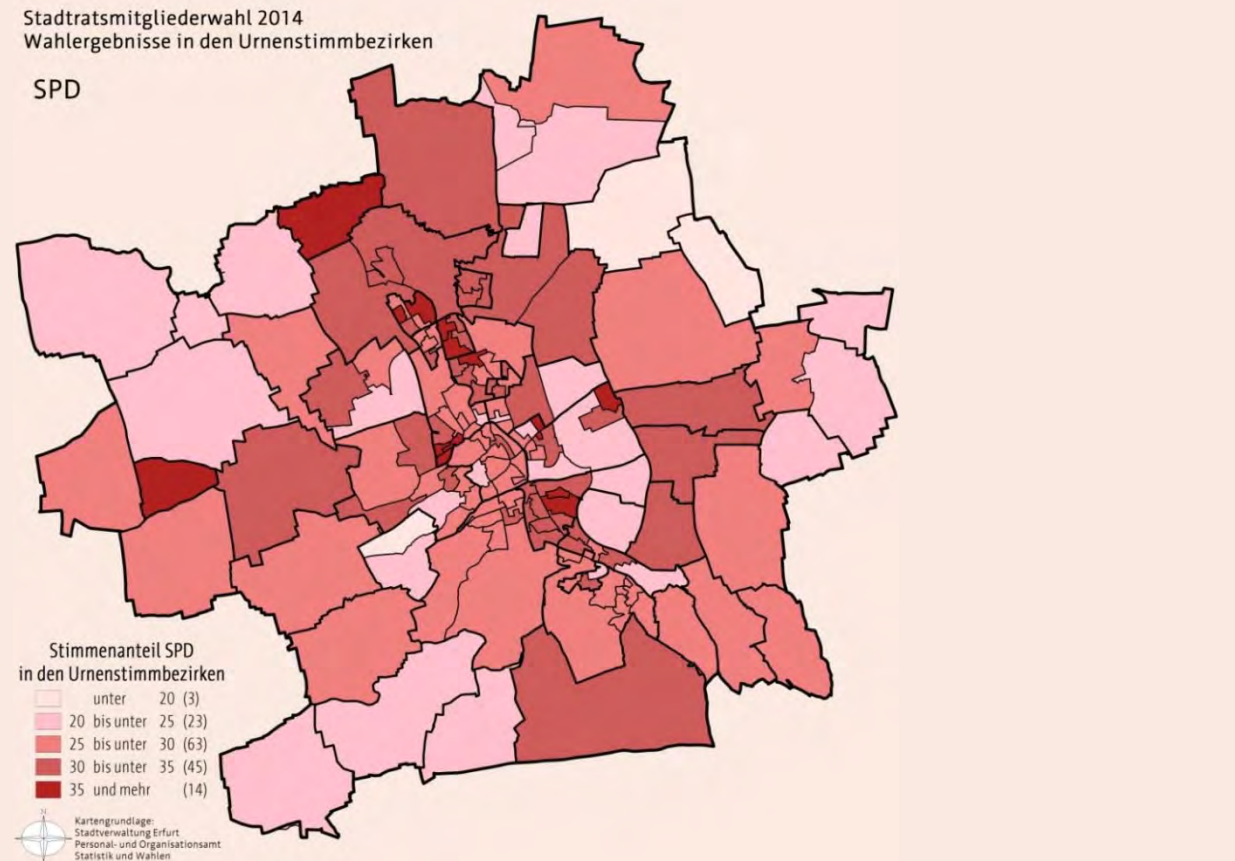 Stadtratsmitgliederwahl 2014
Wahlergebnisse in den Urnenstimmbezirken
SPD
Stimmenanteil SPD
in den Urnenstimmbezirken
unter 20 (3)
20 bis unter 25 (23)
25 bis unter 30 (63)
30 bis unter 35 (45)
35 und mehr (14)
N
Kartengrundlage:
Stadtverwaltung Erfurt
Personal- und Organisationsamt
Statistik und Wahlen